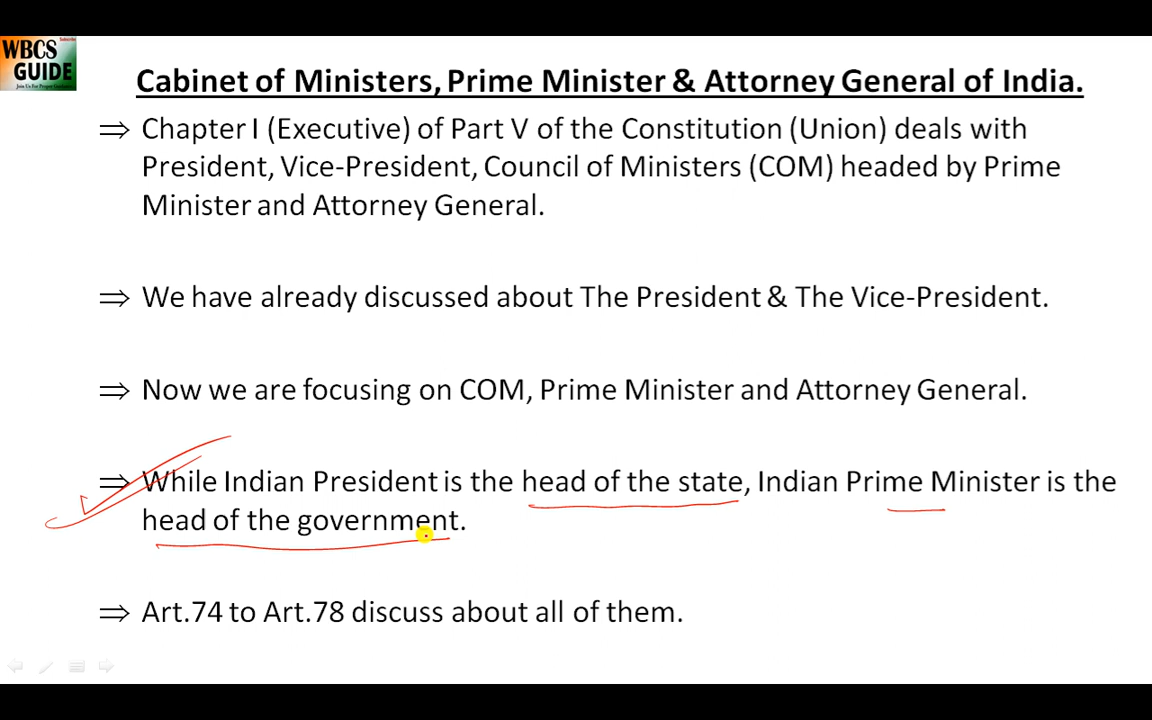 WBCS
GUIDE
Cabinet of Ministers, Prime Minister & Attorney General of India.
⇒ Chapter I (Executive) of Part V of the Constitution (Union) deals with
President, Vice-President, Council of Ministers (COM) headed by Prime
Minister and Attorney General.
⇒ We have already discussed about The President & The Vice-President.
⇒ Now we are focusing on COM, Prime Minister and Attorney General.
⇒ While Indian President is the head of the state, Indian Prime Minister is the
head of the government.
⇒ Art.74 to Art.78 discuss about all of them.